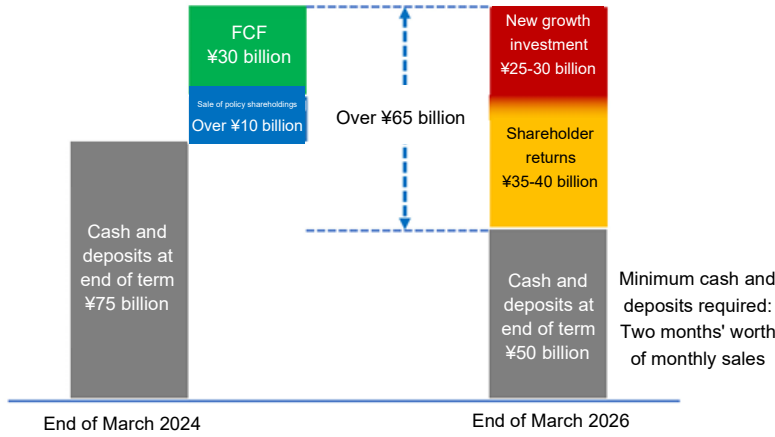 FCF
¥30 billion
Sale of policy shareholdings
Over ¥10 billion
Cash and
deposits at
end of term
¥75 billion
Over ¥65 billion
New growth
investment
¥25-30 billion
Shareholder
returns
¥35-40 billion
Cash and
deposits at
end of term
¥50 billion
Minimum cash and
deposits required:
Two months' worth
of monthly sales
End of March 2024
End of March 2026